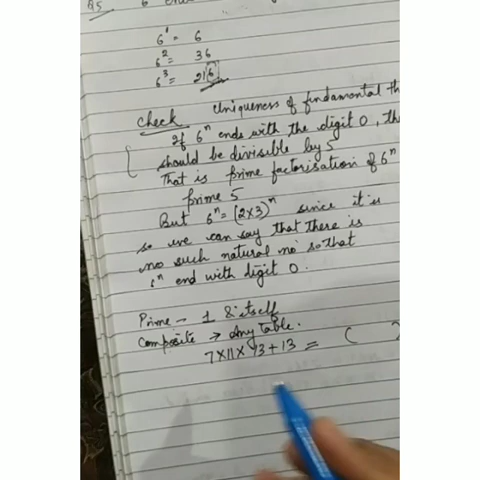 Q5 6
6¹ = 6
6² = 36
6³ = 216
Check Uniqueness of fundamental th
If 6ⁿ ends with the digit 0, the
should be divisible by 5
That is prime factorisation of 6ⁿ
prime 5
But 6ⁿ = (2×3)ⁿ since it is
so we can say that there is
no such natural no so that
6ⁿ end with digit 0.
Prime - 1 & itself
Composite → Any table.
7×11×13+13 = (